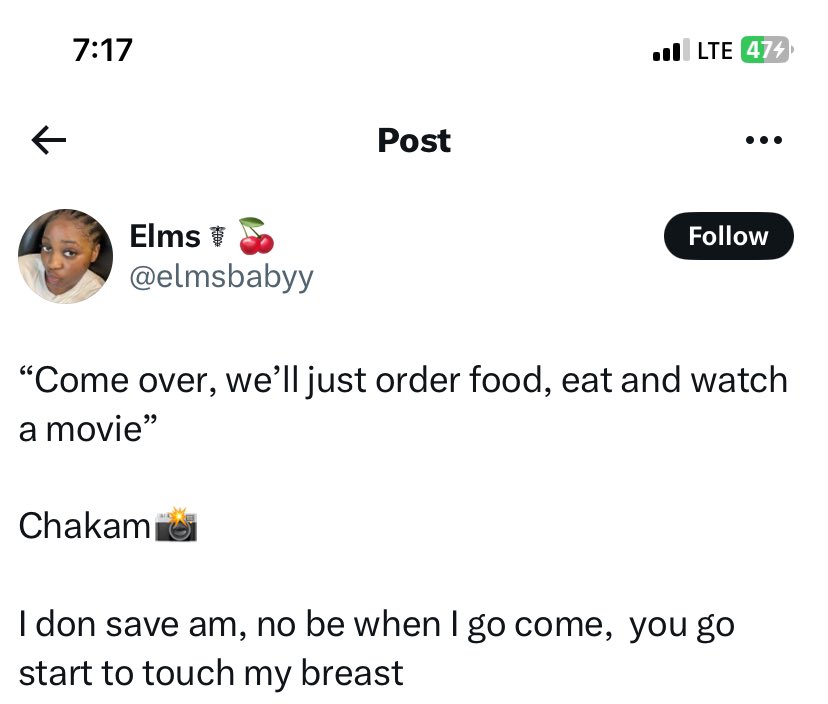 7:17
LTE 47
Post
Elms ⚕ 🍒
Follow
@elmsbabyy
“Come over, we’ll just order food, eat and watch
a movie”
Chakam📸
I don save am, no be when I go come,  you go
start to touch my breast